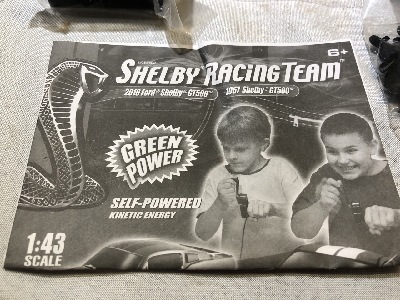 6+
SHELBY RACING TEAM
2010 Ford Shelby GT500 1967 Shelby GT500
GREEN
POWER
SELF-POWERED
KINETIC ENERGY
1:43
SCALE